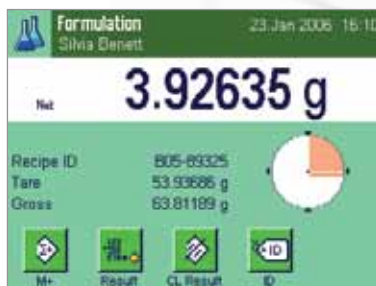 Formulation 23 Jan 2006 16:10
Silvia Denett
Net 3.92635 g
Recipe ID B05-89325
Tare 53.93686 g
Gross 63.81189 g
M+ Result CL Result ID